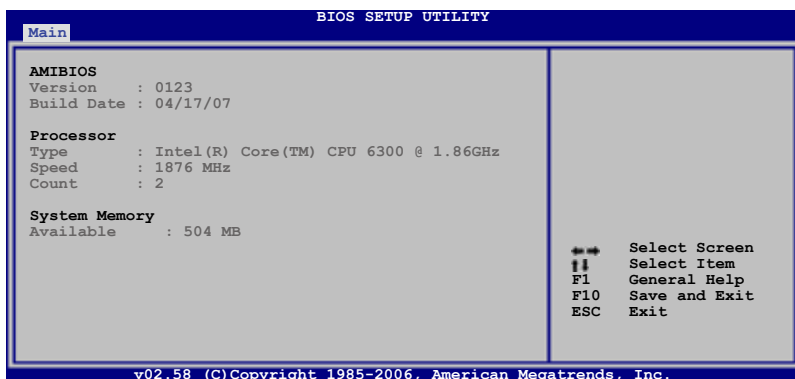 BIOS SETUP UTILITY
Main
AMIBIOS
Version : 0123
Build Date : 04/17/07
Processor
Type : Intel(R) Core(TM) CPU 6300 @ 1.86GHz
Speed : 1876 MHz
Count : 2
System Memory
Available : 504 MB
←→ Select Screen
↑↓ Select Item
F1 General Help
F10 Save and Exit
ESC Exit
v02.58 (C)Copyright 1985-2006, American Megatrends, Inc.